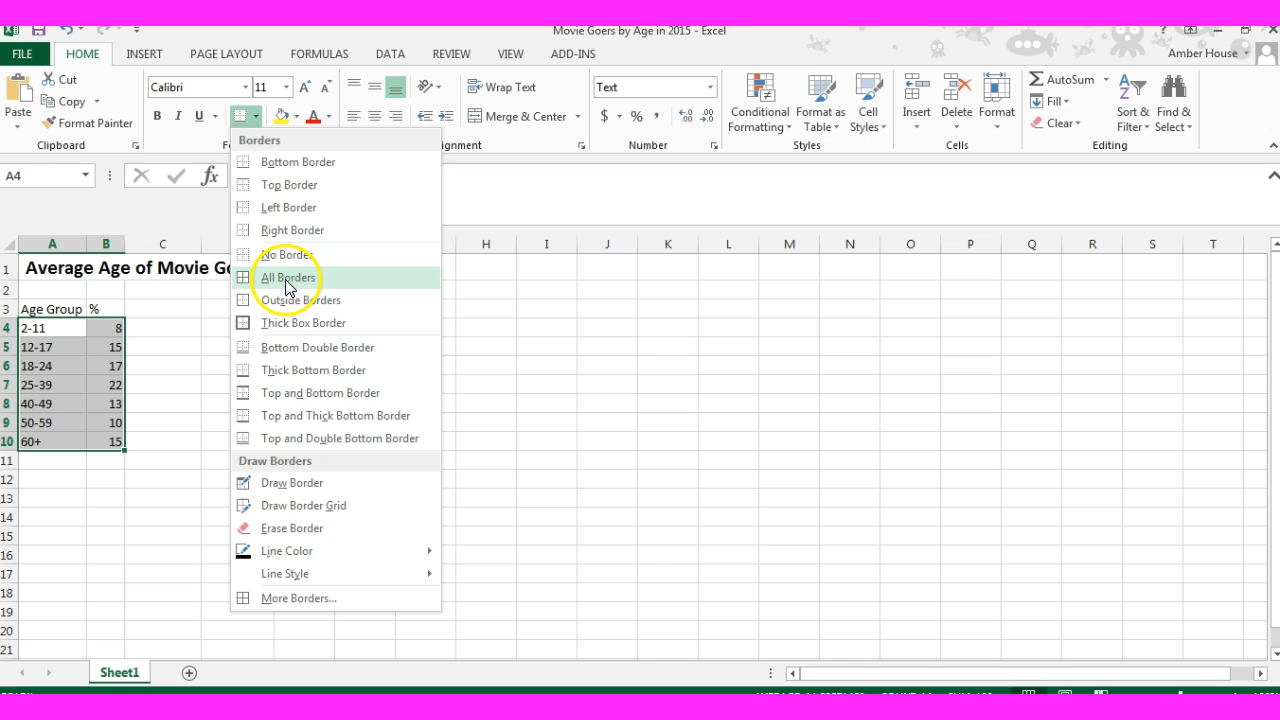 Movie Goers by Age in 2015 - Excel
?
FILE HOME INSERT PAGE LAYOUT FORMULAS DATA REVIEW VIEW ADD-INS Amber House
Paste
Cut
Copy
Format Painter
Clipboard
Calibri 11
B I U
Wrap Text
Merge & Center
Text
$ % ,
Number
Conditional Formatting
Format as Table
Cell Styles
Styles
Insert
Delete
Format
Cells
AutoSum
Fill
Clear
Sort & Filter
Find & Select
Editing
A4
fx
Borders
Bottom Border
Top Border
Left Border
Right Border
No Border
All Borders
Outside Borders
Thick Box Border
Bottom Double Border
Thick Bottom Border
Top and Bottom Border
Top and Thick Bottom Border
Top and Double Bottom Border
Draw Borders
Draw Border
Draw Border Grid
Erase Border
Line Color
Line Style
More Borders...
A B C H I J K L M N O P Q R S T
1 Average Age of Movie Go
2
3 Age Group %
4 2-11 8
5 12-17 15
6 18-24 17
7 25-39 22
8 40-49 13
9 50-59 10
10 60+ 15
11
12
13
14
15
16
17
18
19
20
21
Sheet1